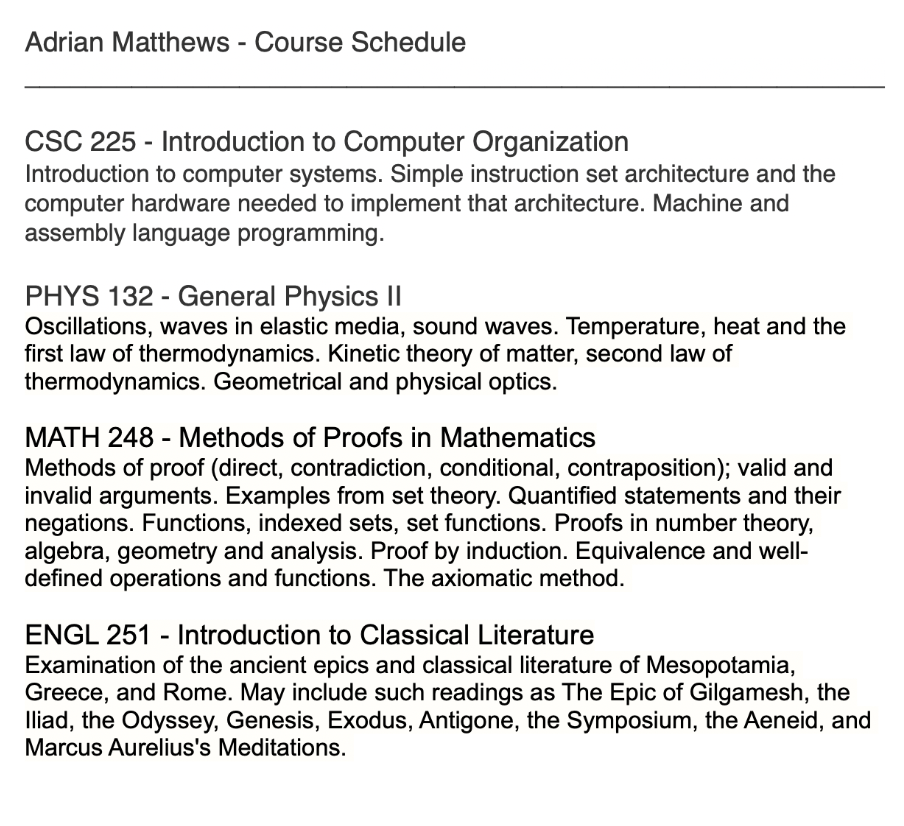 Adrian Matthews - Course Schedule
CSC 225 - Introduction to Computer Organization
Introduction to computer systems. Simple instruction set architecture and the
computer hardware needed to implement that architecture. Machine and
assembly language programming.
PHYS 132 - General Physics II
Oscillations, waves in elastic media, sound waves. Temperature, heat and the
first law of thermodynamics. Kinetic theory of matter, second law of
thermodynamics. Geometrical and physical optics.
MATH 248 - Methods of Proofs in Mathematics
Methods of proof (direct, contradiction, conditional, contraposition); valid and
invalid arguments. Examples from set theory. Quantified statements and their
negations. Functions, indexed sets, set functions. Proofs in number theory,
algebra, geometry and analysis. Proof by induction. Equivalence and well-
defined operations and functions. The axiomatic method.
ENGL 251 - Introduction to Classical Literature
Examination of the ancient epics and classical literature of Mesopotamia,
Greece, and Rome. May include such readings as The Epic of Gilgamesh, the
Iliad, the Odyssey, Genesis, Exodus, Antigone, the Symposium, the Aeneid, and
Marcus Aurelius's Meditations.